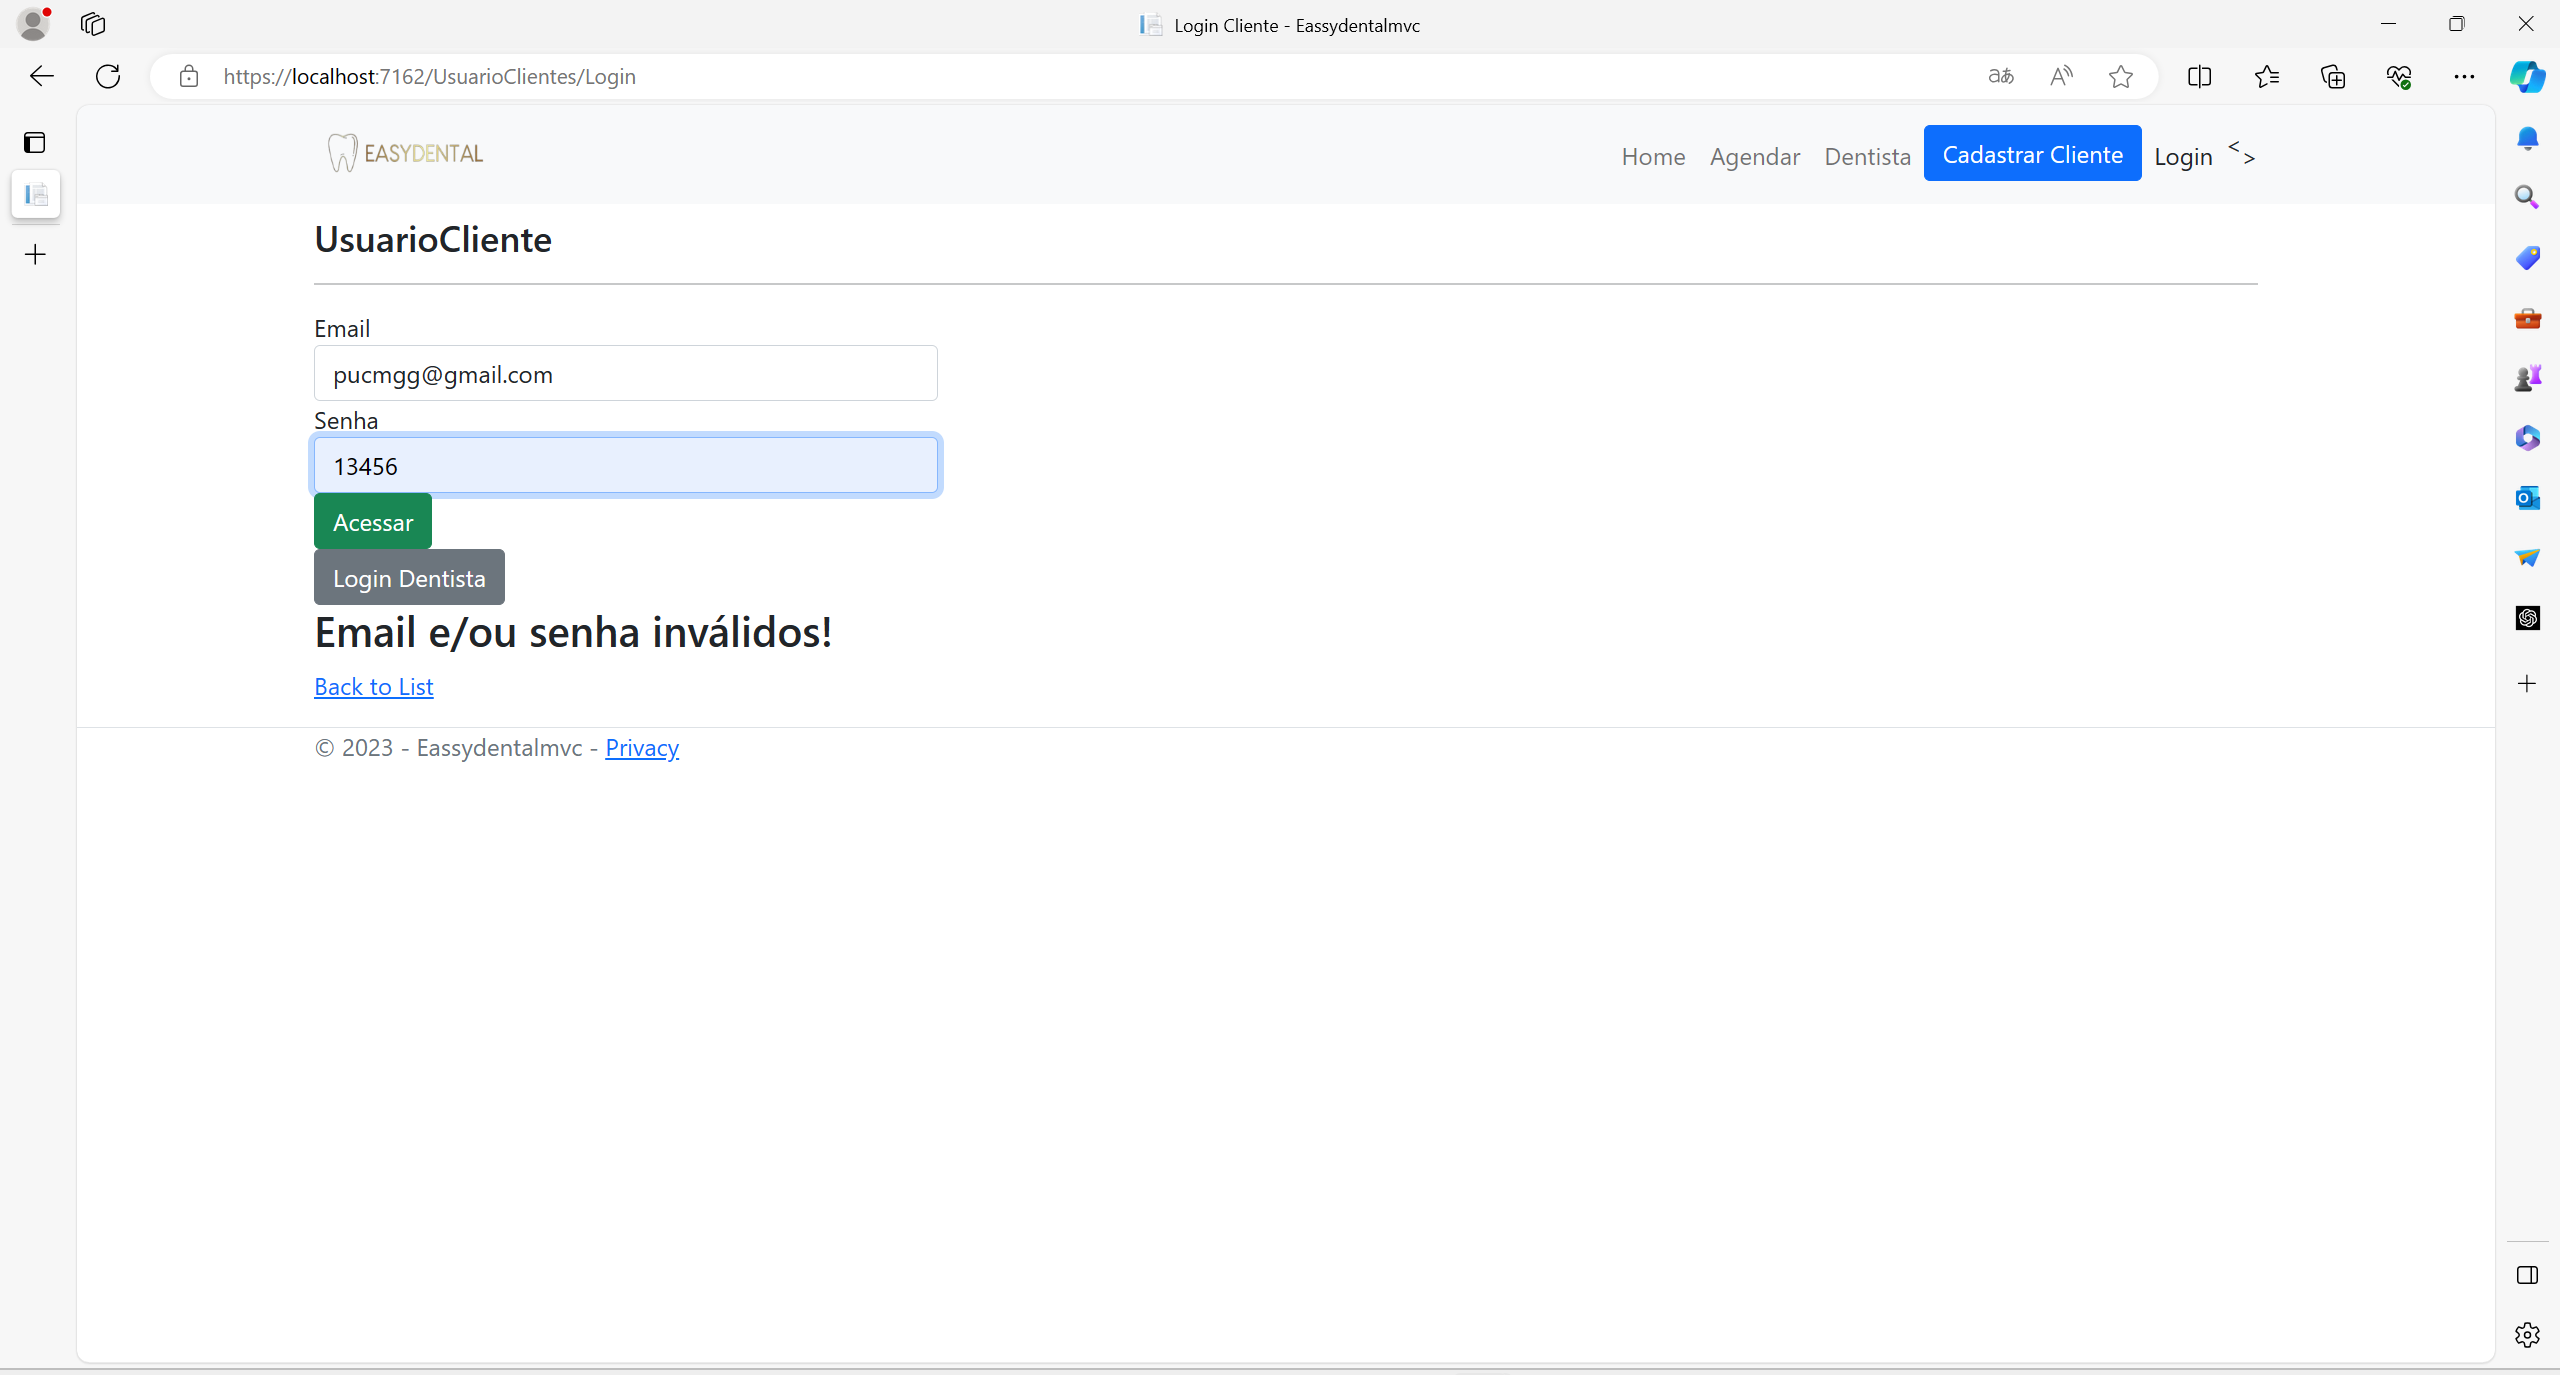 Login Cliente - Eassydentalmvc
https://localhost:7162/UsuarioClientes/Login
EASYDENTAL
Home Agendar Dentista Cadastrar Cliente Login < >
UsuarioCliente
Email
pucmgg@gmail.com
Senha
13456
Acessar
Login Dentista
Email e/ou senha inválidos!
Back to List
© 2023 - Eassydentalmvc - Privacy